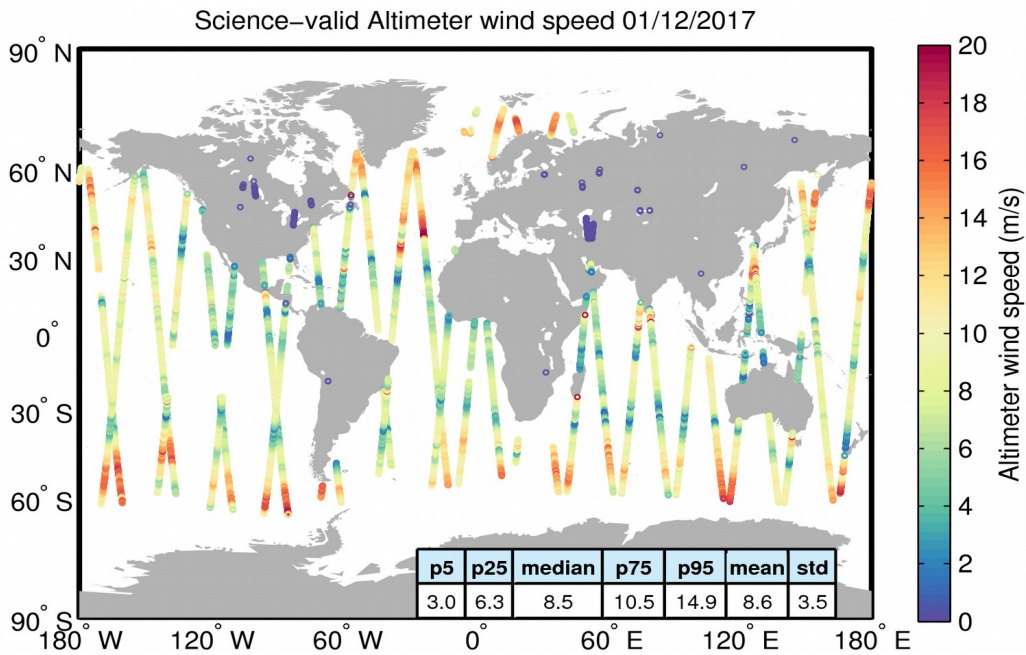 Science−valid Altimeter wind speed 01/12/2017
90° N
60° N
30° N
0°
30° S
60° S
90° S
180° W
120° W
60° W
0°
60° E
120° E
180° E
p5 p25 median p75 p95 mean std
3.0 6.3 8.5 10.5 14.9 8.6 3.5
20
18
16
14
12
10
8
6
4
2
0
Altimeter wind speed (m/s)